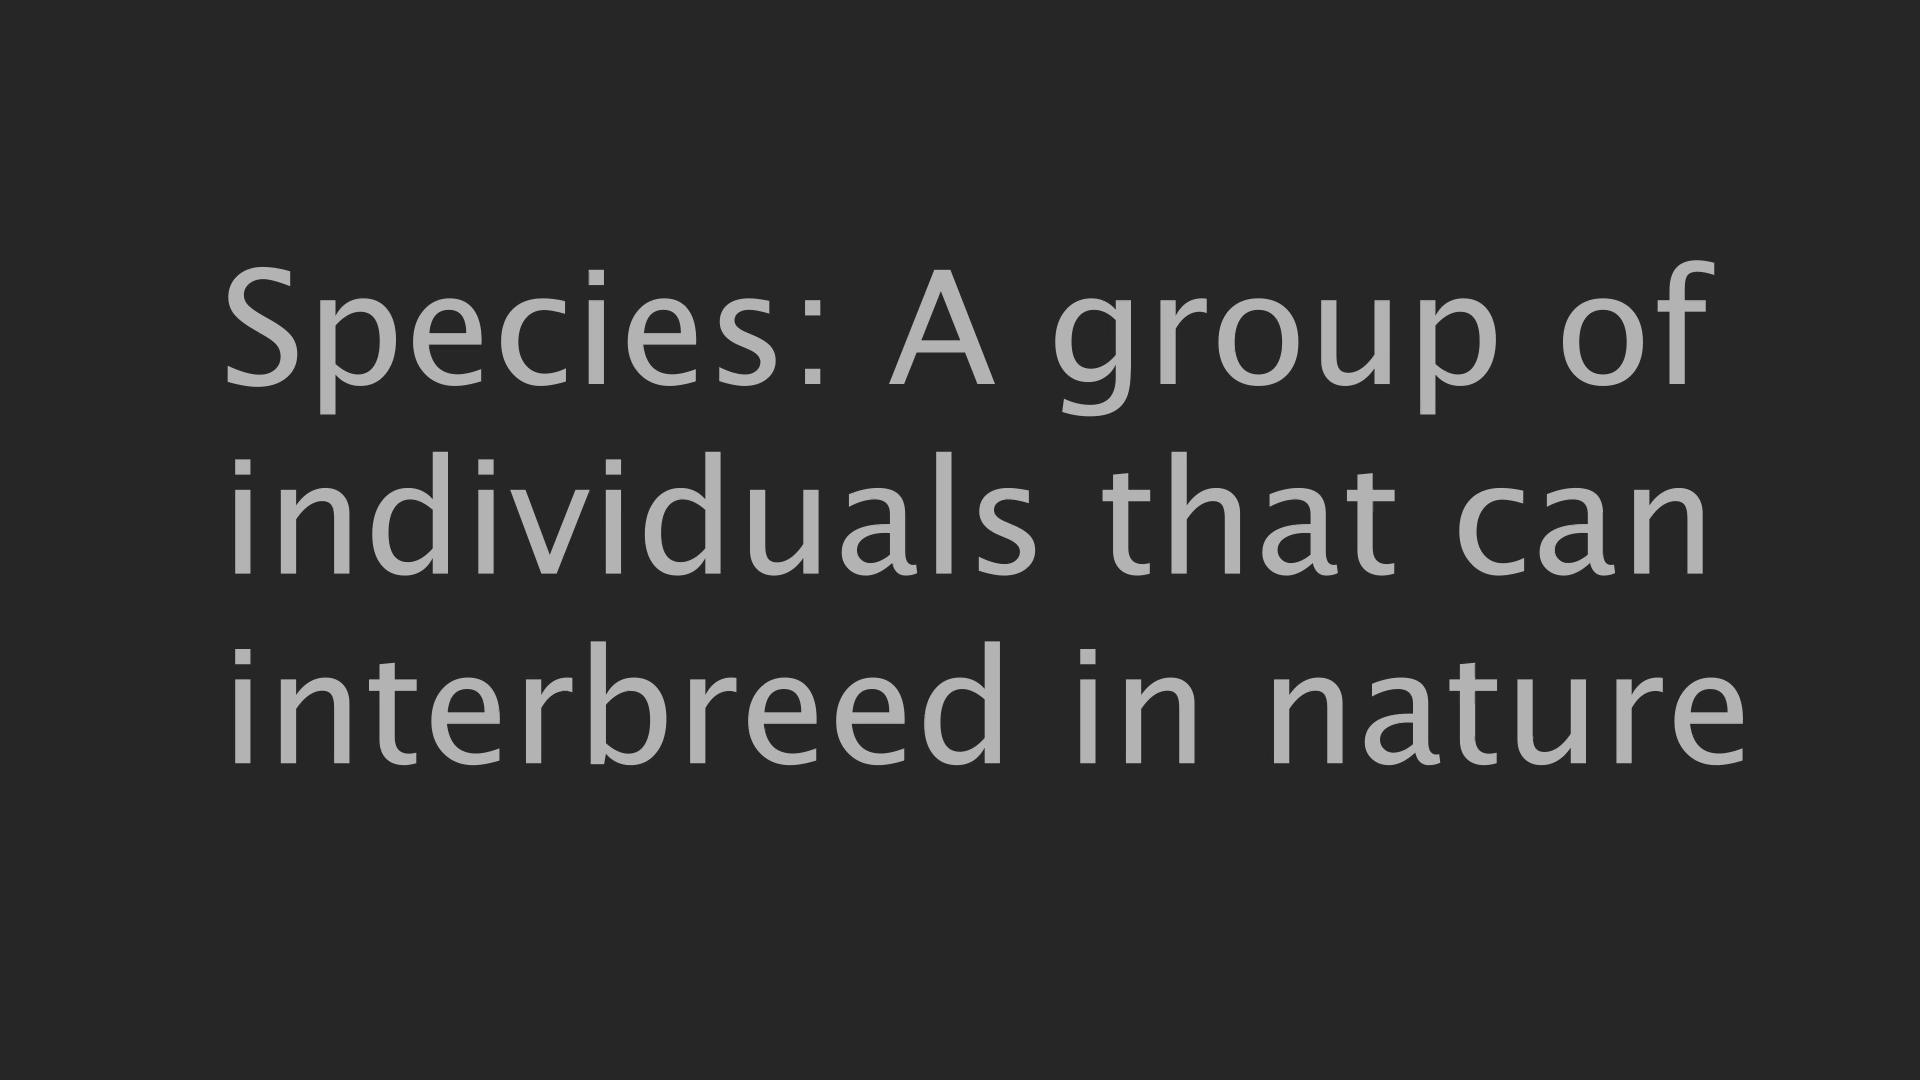 Species: A group of
individuals that can
interbreed in nature